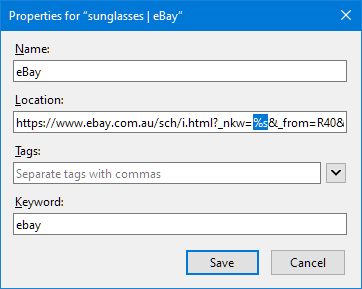 Properties for "sunglasses | eBay"
Name:
eBay
Location:
https://www.ebay.com.au/sch/i.html?_nkw=%s&_from=R40&
Tags:
Separate tags with commas
Keyword:
ebay
Save Cancel